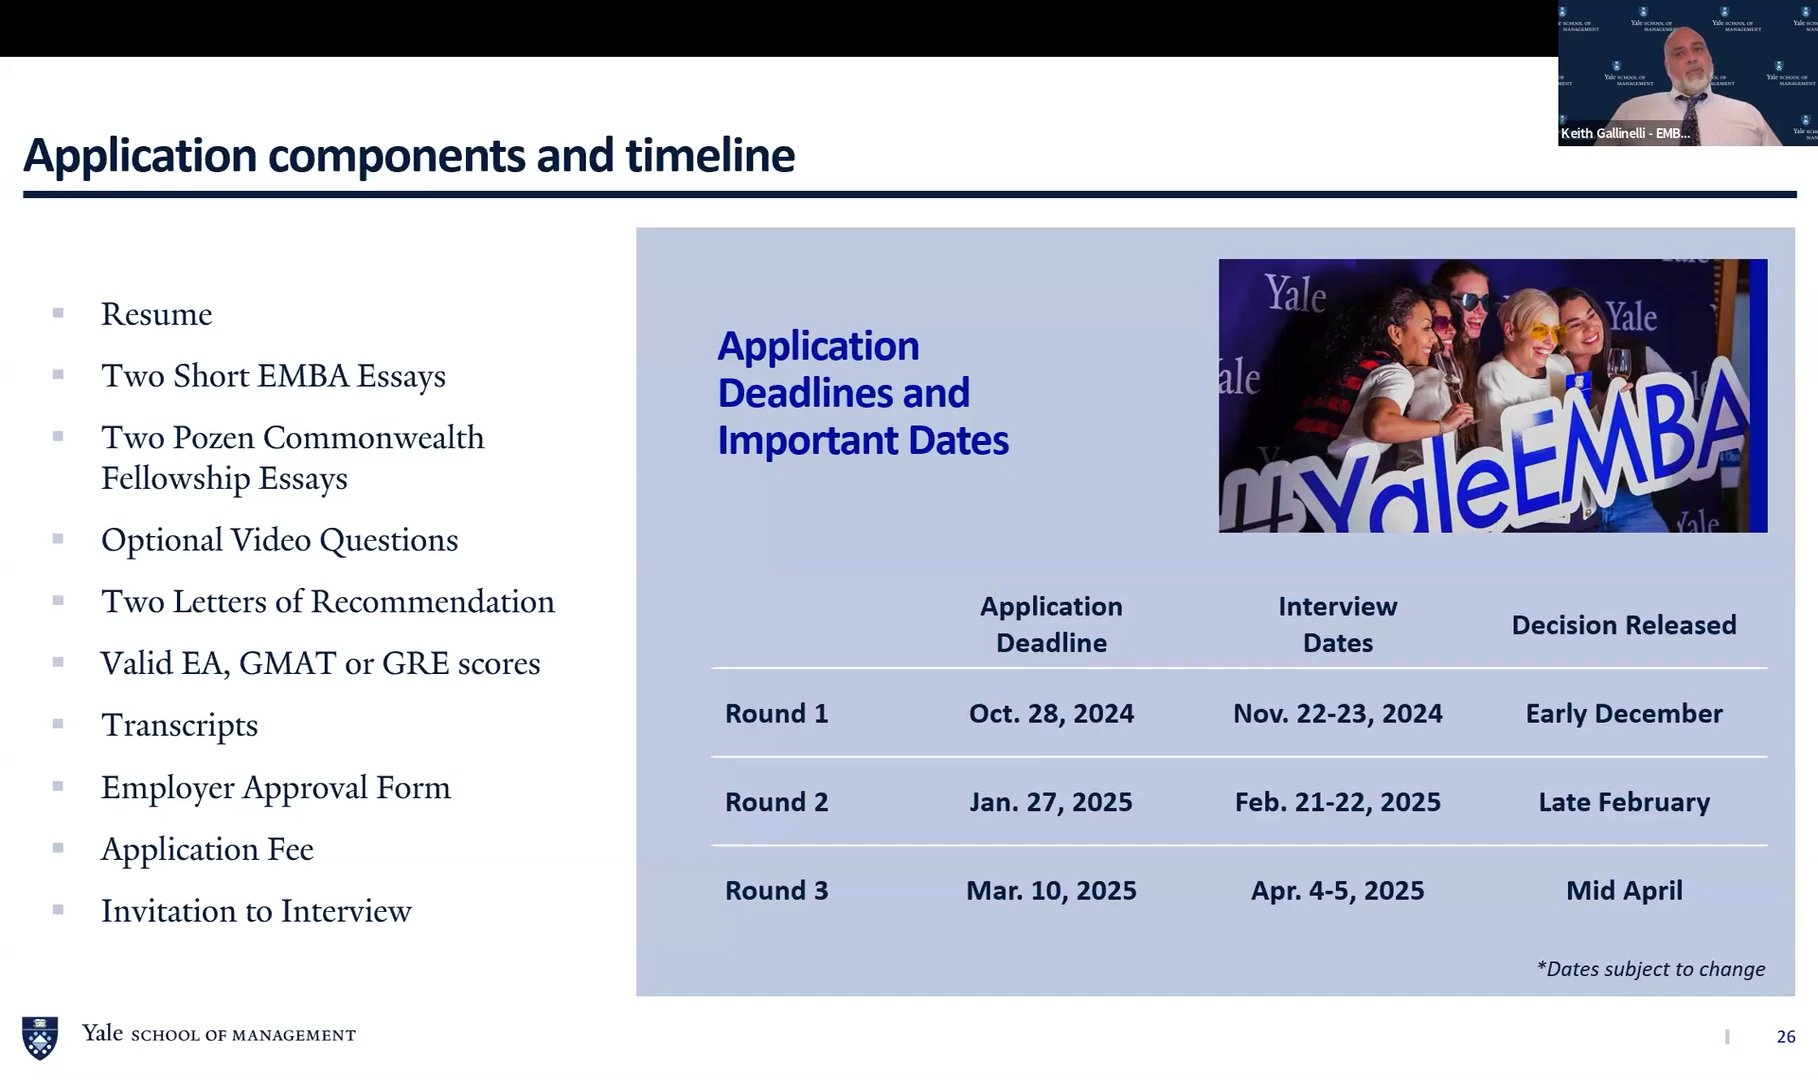 Keith Gallinelli - EMB...
Application components and timeline
Resume
Two Short EMBA Essays
Two Pozen Commonwealth
Fellowship Essays
Optional Video Questions
Two Letters of Recommendation
Valid EA, GMAT or GRE scores
Transcripts
Employer Approval Form
Application Fee
Invitation to Interview
Application
Deadlines and
Important Dates
Yale
Yale
#YaleEMBA
Yale
Application Deadline Interview Dates Decision Released
Round 1 Oct. 28, 2024 Nov. 22-23, 2024 Early December
Round 2 Jan. 27, 2025 Feb. 21-22, 2025 Late February
Round 3 Mar. 10, 2025 Apr. 4-5, 2025 Mid April
*Dates subject to change
Yale SCHOOL OF MANAGEMENT
26